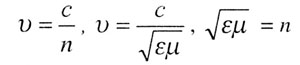 υ = c/n , υ = c/√εμ , √εμ = n